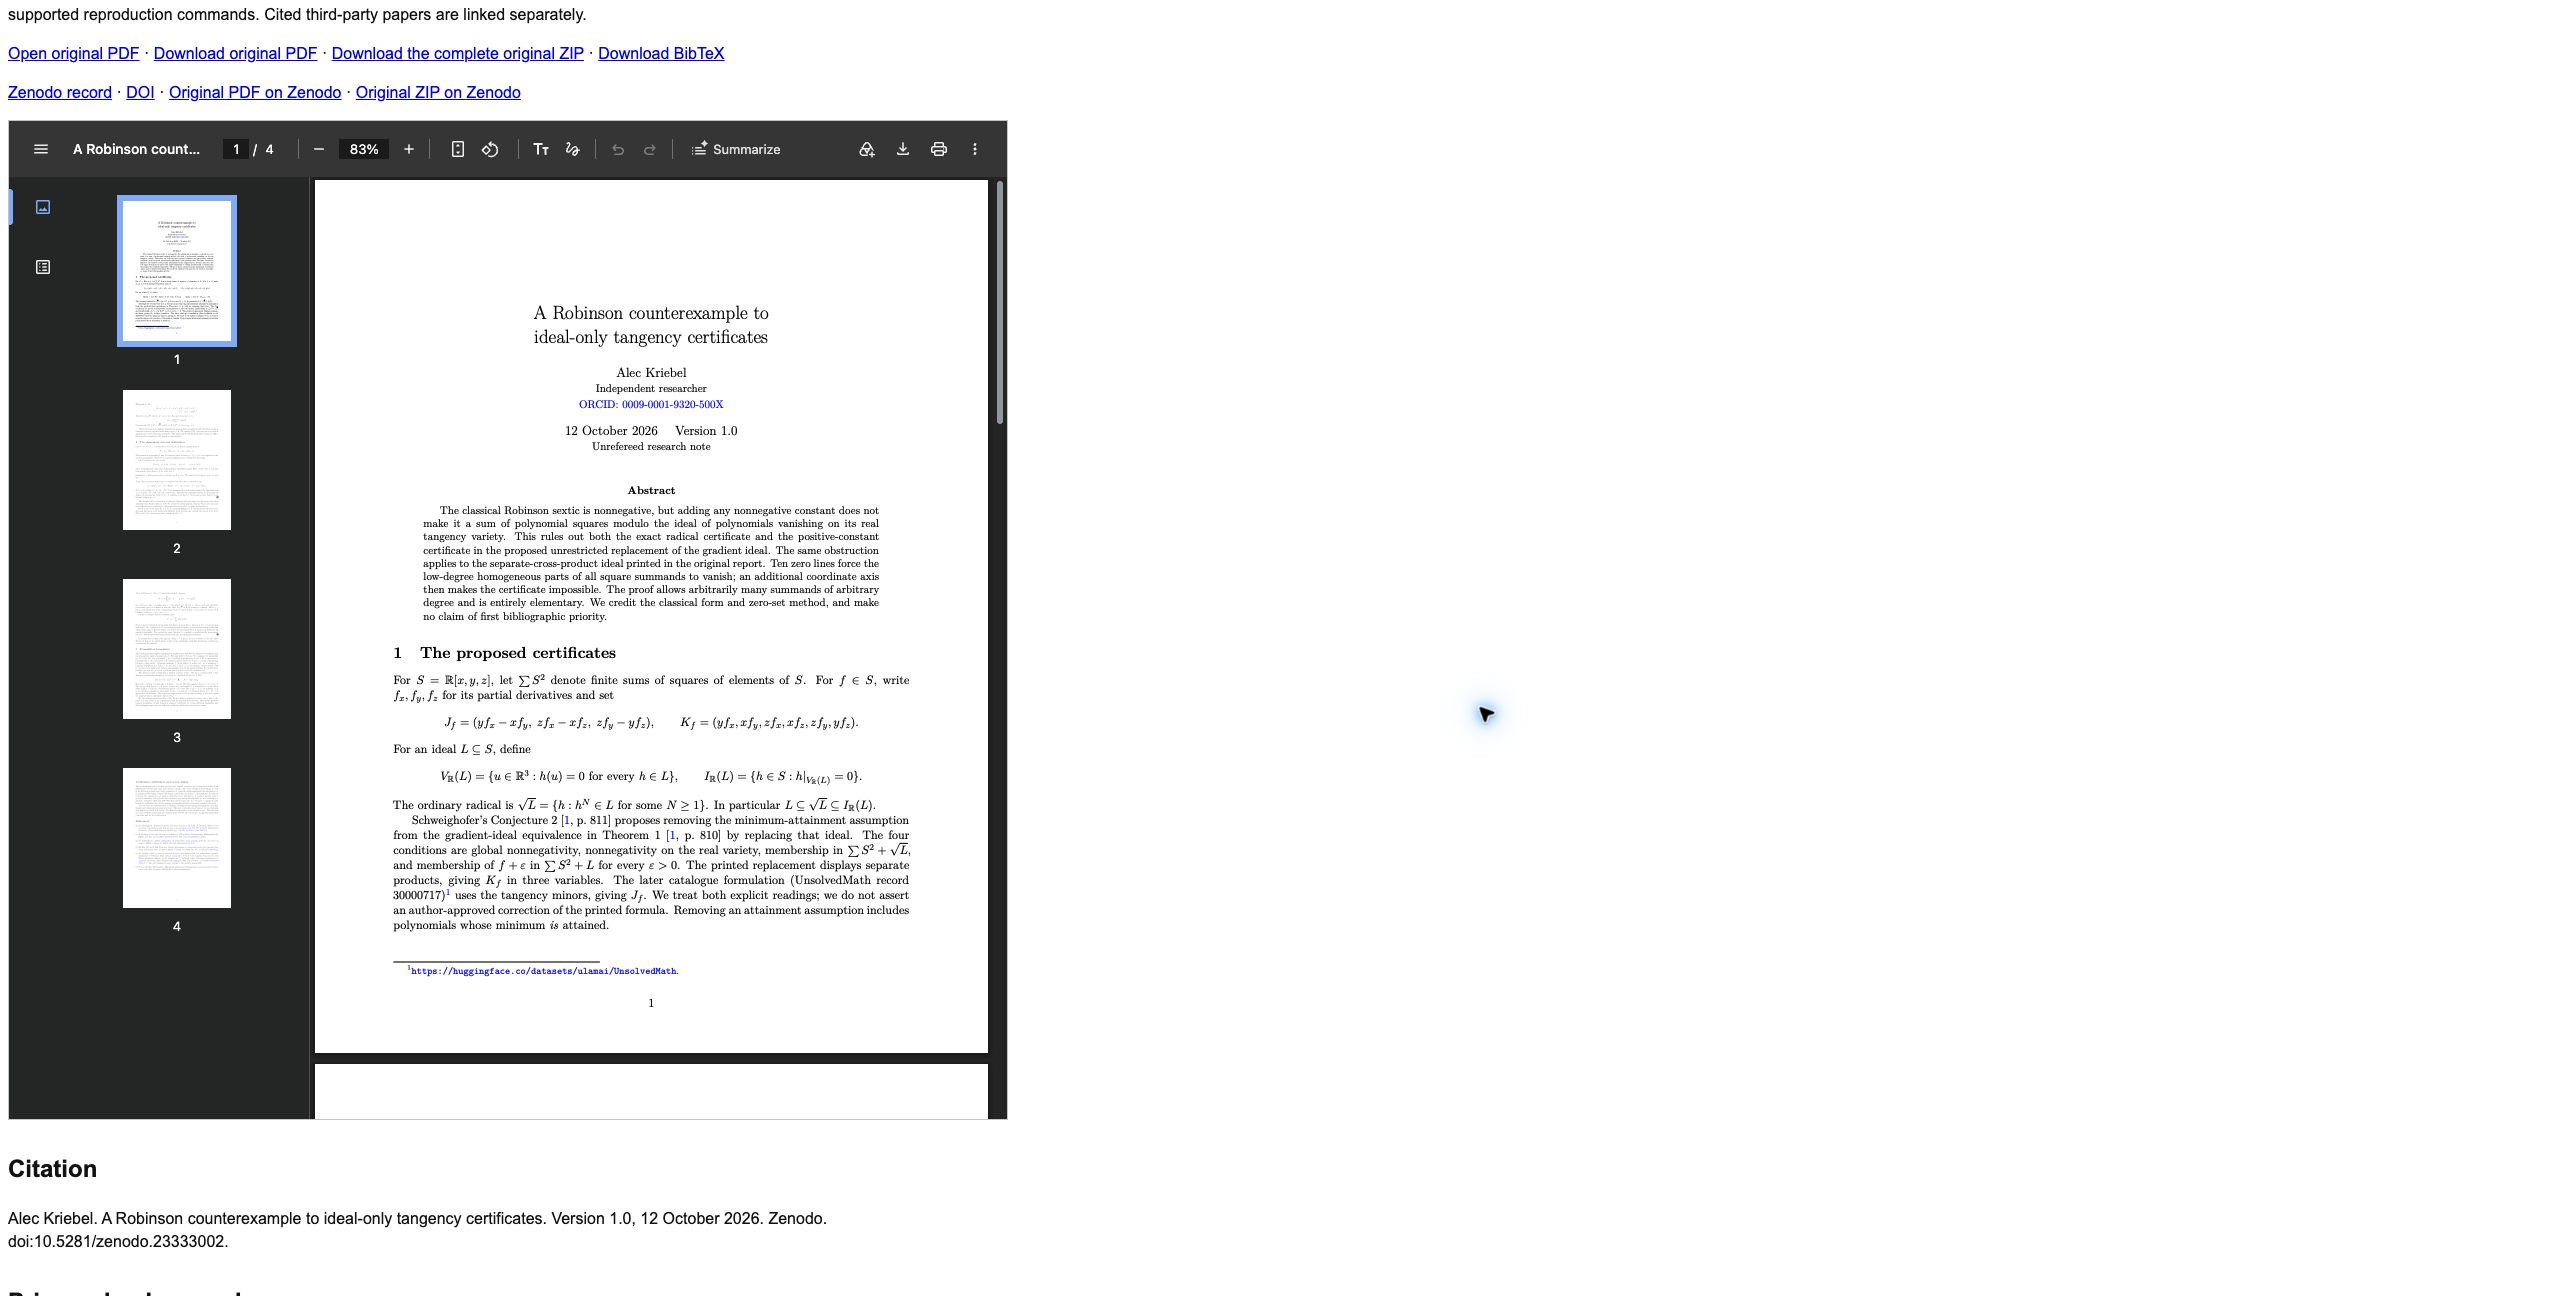 supported reproduction commands. Cited third-party papers are linked separately.
Open original PDF · Download original PDF · Download the complete original ZIP · Download BibTeX
Zenodo record · DOI · Original PDF on Zenodo · Original ZIP on Zenodo
A Robinson count... 1 / 4 83% Summarize
1
2
3
4
A Robinson counterexample to
ideal-only tangency certificates
Alec Kriebel
Independent researcher
ORCID: 0009-0001-9320-500X
12 October 2026 Version 1.0
Unrefereed research note
Abstract
The classical Robinson sextic is nonnegative, but adding any nonnegative constant does not
make it a sum of polynomial squares modulo the ideal of polynomials vanishing on its real
tangency variety. This rules out both the exact radical certificate and the positive-constant
certificate in the proposed unrestricted replacement of the gradient ideal. The same obstruction
applies to the separate-cross-product ideal printed in the original report. Ten zero lines force the
low-degree homogeneous parts of all square summands to vanish; an additional coordinate axis
then makes the certificate impossible. The proof allows arbitrarily many summands of arbitrary
degree and is entirely elementary. We credit the classical form and zero-set method, and make
no claim of first bibliographic priority.
1 The proposed certificates
For S = ℝ[x, y, z], let ∑ S² denote finite sums of squares of elements of S. For f ∈ S, write
fₓ, f_y, f_z for its partial derivatives and set
J_f = (yfₓ − xf_y, zfₓ − xf_z, zf_y − yf_z), K_f = (yfₓ, xf_y, zfₓ, xf_z, zf_y, yf_z).
For an ideal L ⊆ S, define
V_ℝ(L) = {u ∈ ℝ³ : h(u) = 0 for every h ∈ L}, I_ℝ(L) = {h ∈ S : h|_{V_ℝ(L)} = 0}.
The ordinary radical is √L = {h : h^N ∈ L for some N ≥ 1}. In particular L ⊆ √L ⊆ I_ℝ(L).
Schweighofer's Conjecture 2 [1, p. 811] proposes removing the minimum-attainment assumption
from the gradient-ideal equivalence in Theorem 1 [1, p. 810] by replacing that ideal. The four
conditions are global nonnegativity, nonnegativity on the real variety, membership in ∑ S² + √L,
and membership of f + ε in ∑ S² + L for every ε > 0. The printed replacement displays separate
products, giving K_f in three variables. The later catalogue formulation (UnsolvedMath record
30000717)¹ uses the tangency minors, giving J_f. We treat both explicit readings; we do not assert
an author-approved correction of the printed formula. Removing an attainment assumption includes
polynomials whose minimum is attained.
¹https://huggingface.co/datasets/ulamai/UnsolvedMath.
1
Citation
Alec Kriebel. A Robinson counterexample to ideal-only tangency certificates. Version 1.0, 12 October 2026. Zenodo.
doi:10.5281/zenodo.23333002.